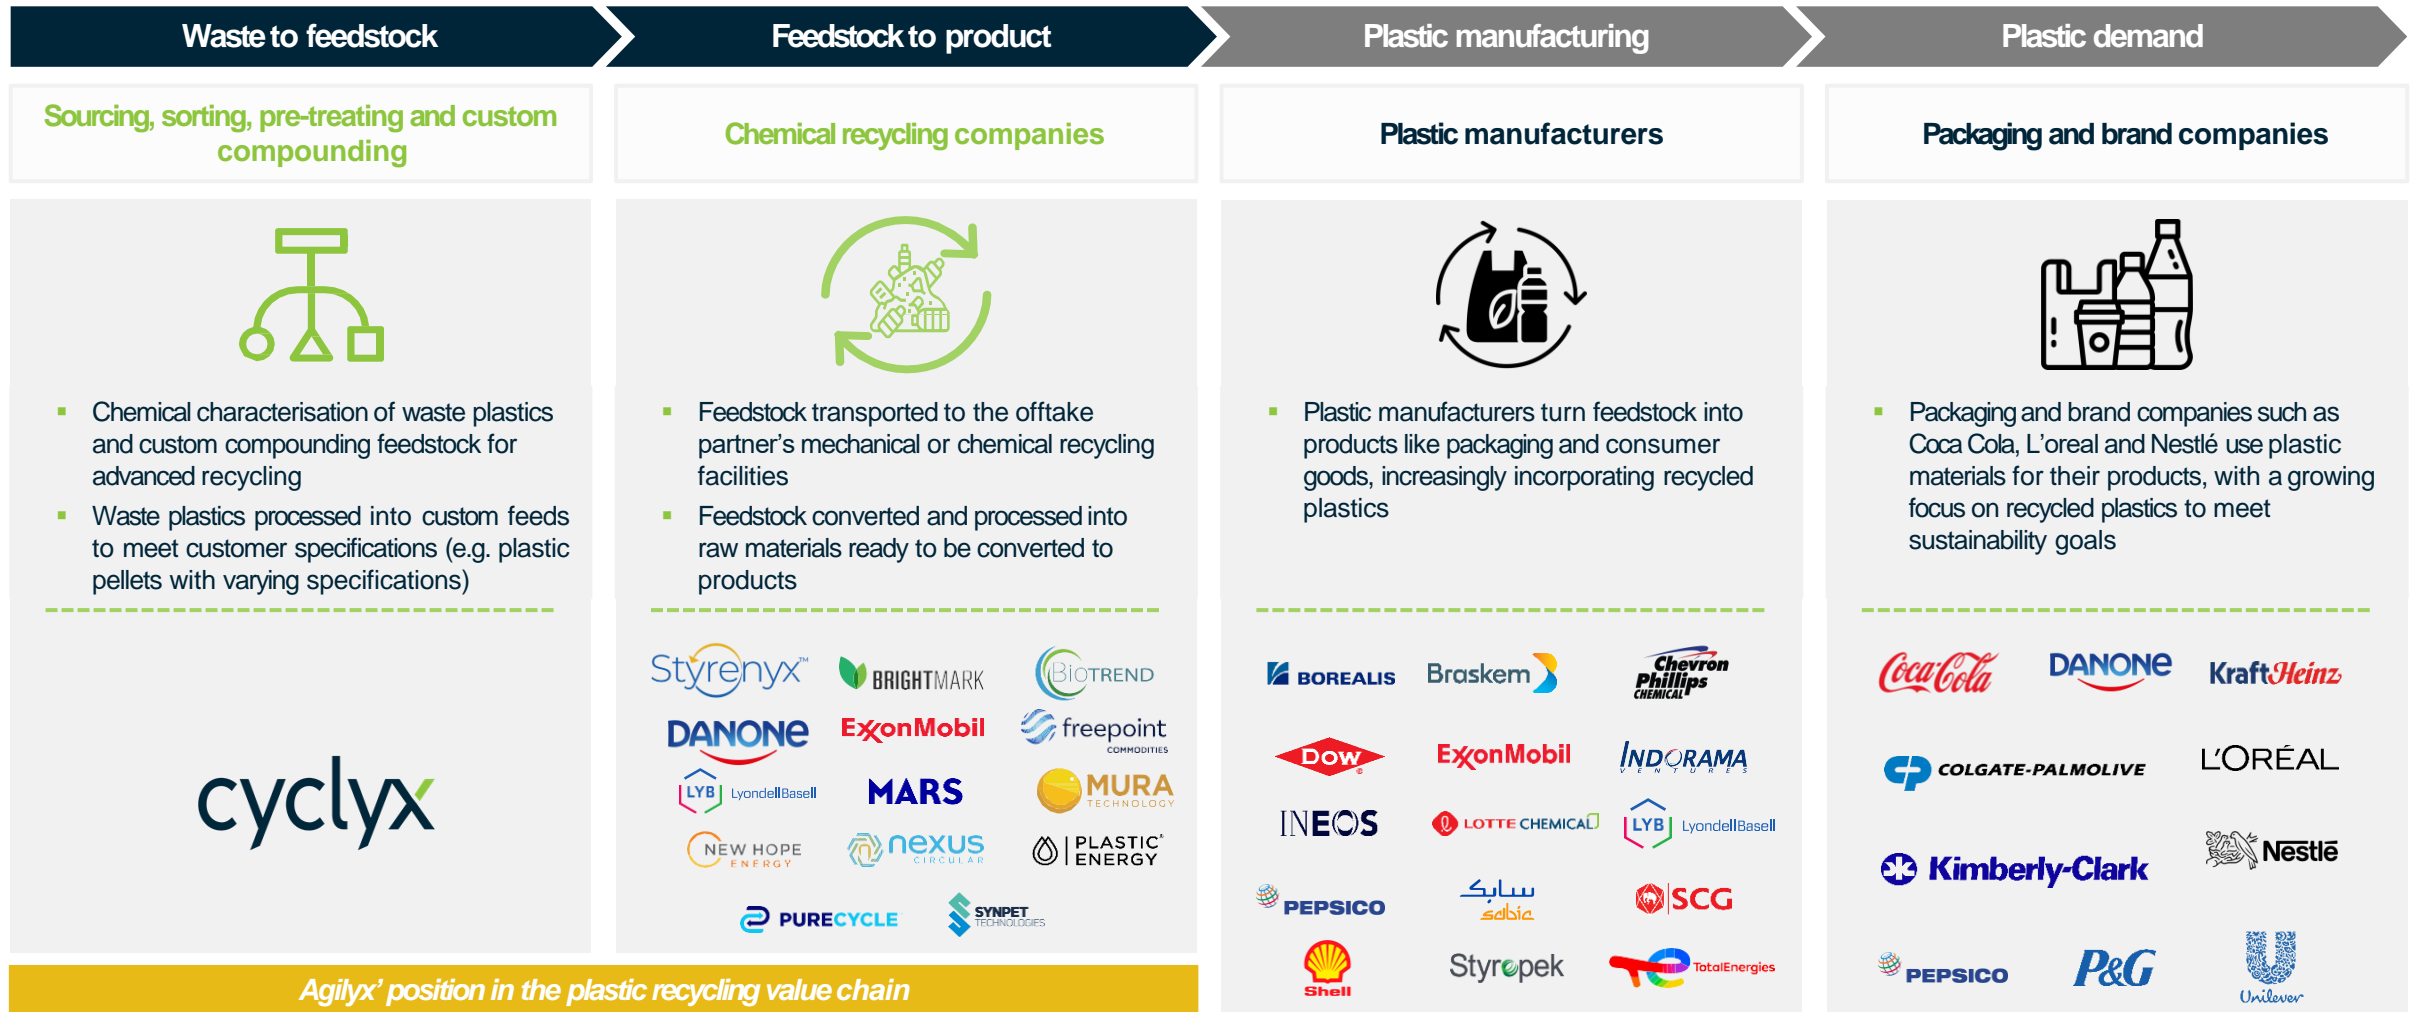 Waste to feedstock
Feedstock to product
Plastic manufacturing
Plastic demand
Sourcing, sorting, pre-treating and custom
compounding
Chemical recycling companies
Plastic manufacturers
Packaging and brand companies
▪ Chemical characterisation of waste plastics
and custom compounding feedstock for
advanced recycling
▪ Waste plastics processed into custom feeds
to meet customer specifications (e.g. plastic
pellets with varying specifications)
cyclyx
▪ Feedstock transported to the offtake
partner’s mechanical or chemical recycling
facilities
▪ Feedstock converted and processed into
raw materials ready to be converted to
products
Styrenyx™
BRIGHTMARK
BIOTREND
DANONE
ExxonMobil
freepoint
COMMODITIES
LYB LyondellBasell
MARS
MURA
TECHNOLOGY
NEW HOPE
ENERGY
nexus
CIRCULAR
PLASTIC
ENERGY
PURECYCLE
SYNPET
TECHNOLOGIES
Agilyx’ position in the plastic recycling value chain
▪ Plastic manufacturers turn feedstock into
products like packaging and consumer
goods, increasingly incorporating recycled
plastics
BOREALIS
Braskem
Chevron
Phillips
CHEMICAL
DOW
ExxonMobil
INDORAMA
VENTURES
INEOS
LOTTE CHEMICAL
LYB LyondellBasell
PEPSICO
سابك
sabic
SCG
Shell
Styropek
TotalEnergies
▪ Packaging and brand companies such as
Coca Cola, L’oreal and Nestlé use plastic
materials for their products, with a growing
focus on recycled plastics to meet
sustainability goals
Coca-Cola
DANONE
KraftHeinz
CP COLGATE-PALMOLIVE
L'ORÉAL
Kimberly-Clark
Nestlé
PEPSICO
P&G
Unilever